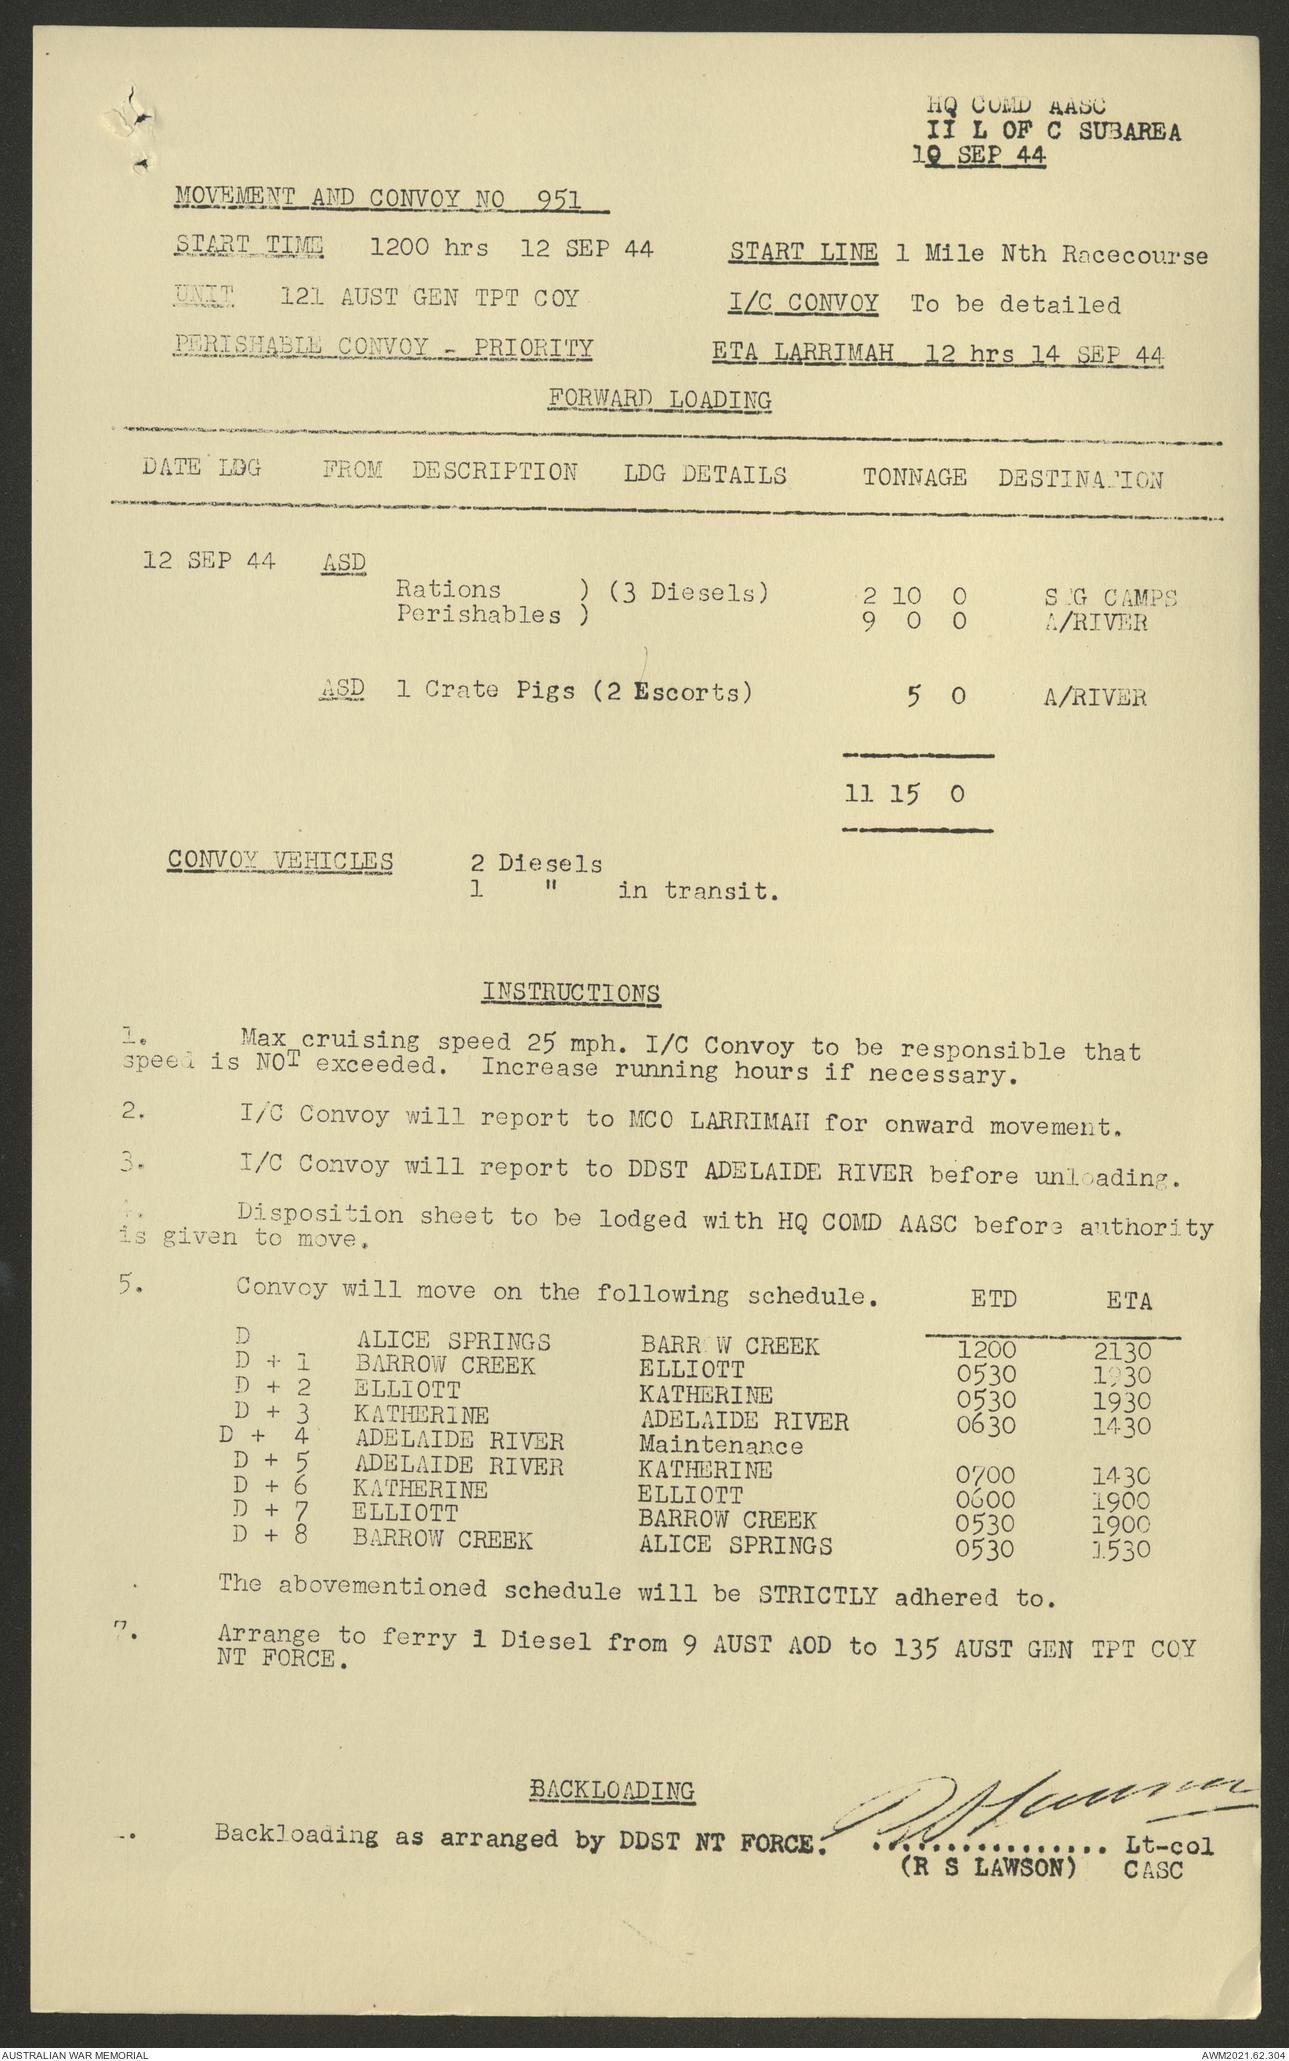 HQ COMD AASC
II L OF C SUBAREA
10 SEP 44
MOVEMENT AND CONVOY NO 951
START TIME 1200 hrs 12 SEP 44 START LINE 1 Mile Nth Racecourse
UNIT 121 AUST GEN TPT COY I/C CONVOY To be detailed
PERISHABLE CONVOY - PRIORITY ETA LARRIMAH 12 hrs 14 SEP 44
FORWARD LOADING
DATE LDG FROM DESCRIPTION LDG DETAILS TONNAGE DESTINATION
12 SEP 44 ASD
Rations ) (3 Diesels) 2 10 0 CAMPS
Perishables ) 9 0 0 A/RIVER
ASD 1 Crate Pigs (2 Escorts) 5 0 A/RIVER
11 15 0
CONVOY VEHICLES 2 Diesels
1 " in transit.
INSTRUCTIONS
1. Max cruising speed 25 mph. I/C Convoy to be responsible that
speed is NOT exceeded. Increase running hours if necessary.
2. I/C Convoy will report to MCO LARRIMAH for onward movement.
3. I/C Convoy will report to DDST ADELAIDE RIVER before unloading.
4. Disposition sheet to be lodged with HQ COMD AASC before authority
is given to move.
5. Convoy will move on the following schedule. ETD ETA
D ALICE SPRINGS BARROW CREEK 1200 2130
D + 1 BARROW CREEK ELLIOTT 0530 1930
D + 2 ELLIOTT KATHERINE 0530 1930
D + 3 KATHERINE ADELAIDE RIVER 0630 1430
D + 4 ADELAIDE RIVER Maintenance
D + 5 ADELAIDE RIVER KATHERINE 0700 1430
D + 6 KATHERINE ELLIOTT 0600 1900
D + 7 ELLIOTT BARROW CREEK 0530 1900
D + 8 BARROW CREEK ALICE SPRINGS 0530 1530
The abovementioned schedule will be STRICTLY adhered to.
7. Arrange to ferry 1 Diesel from 9 AUST AOD to 135 AUST GEN TPT COY
NT FORCE.
BACKLOADING
Backloading as arranged by DDST NT FORCE. ................ Lt-col
(R S LAWSON) CASC
AUSTRALIAN WAR MEMORIAL AWM2021.62.304